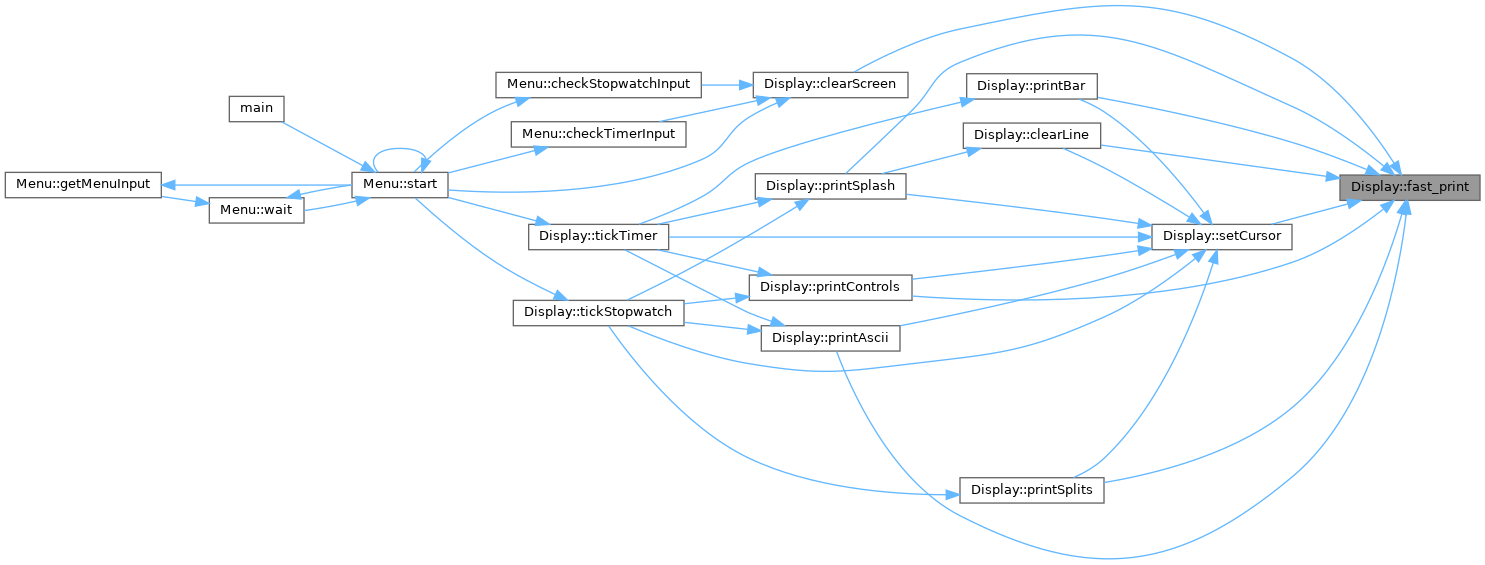 Menu::checkStopwatchInput
Display::clearScreen
Display::printBar
main
Menu::checkTimerInput
Display::clearLine
Menu::getMenuInput
Menu::start
Display::printSplash
Display::fast_print
Menu::wait
Display::tickTimer
Display::setCursor
Display::printControls
Display::tickStopwatch
Display::printAscii
Display::printSplits